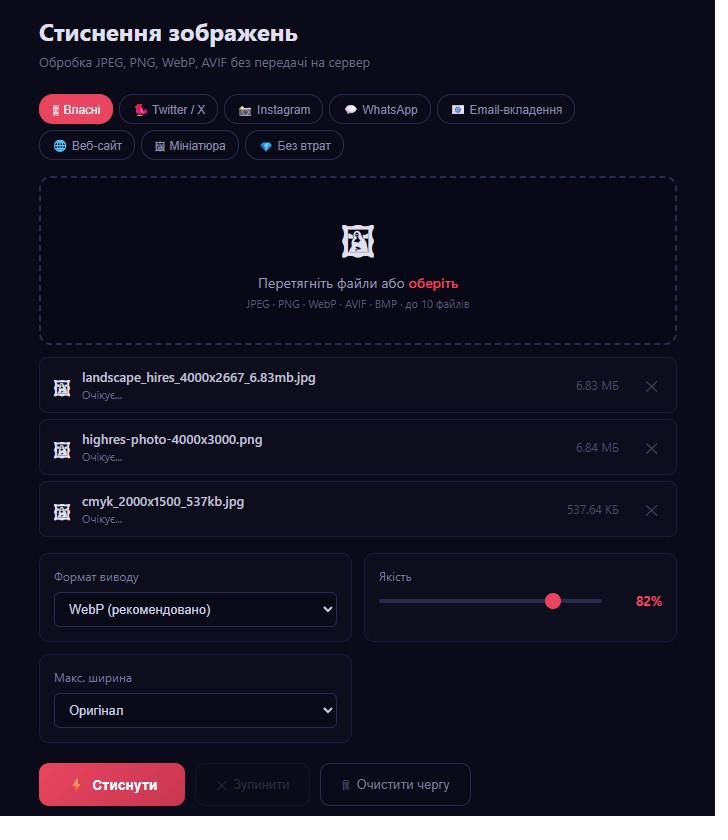 Стиснення зображень
Обробка JPEG, PNG, WebP, AVIF без передачі на сервер
Власні
Twitter / X
Instagram
WhatsApp
Email-вкладення
Веб-сайт
Мініатюра
Без втрат
Перетягніть файли або оберіть
JPEG · PNG · WebP · AVIF · BMP · до 10 файлів
landscape_hires_4000x2667_6.83mb.jpg
Очікує...
6.83 МБ
highres-photo-4000x3000.png
Очікує...
6.84 МБ
cmyk_2000x1500_537kb.jpg
Очікує...
537.64 КБ
Формат виводу
WebP (рекомендовано)
Якість
82%
Макс. ширина
Оригінал
Стиснути
Зупинити
Очистити чергу